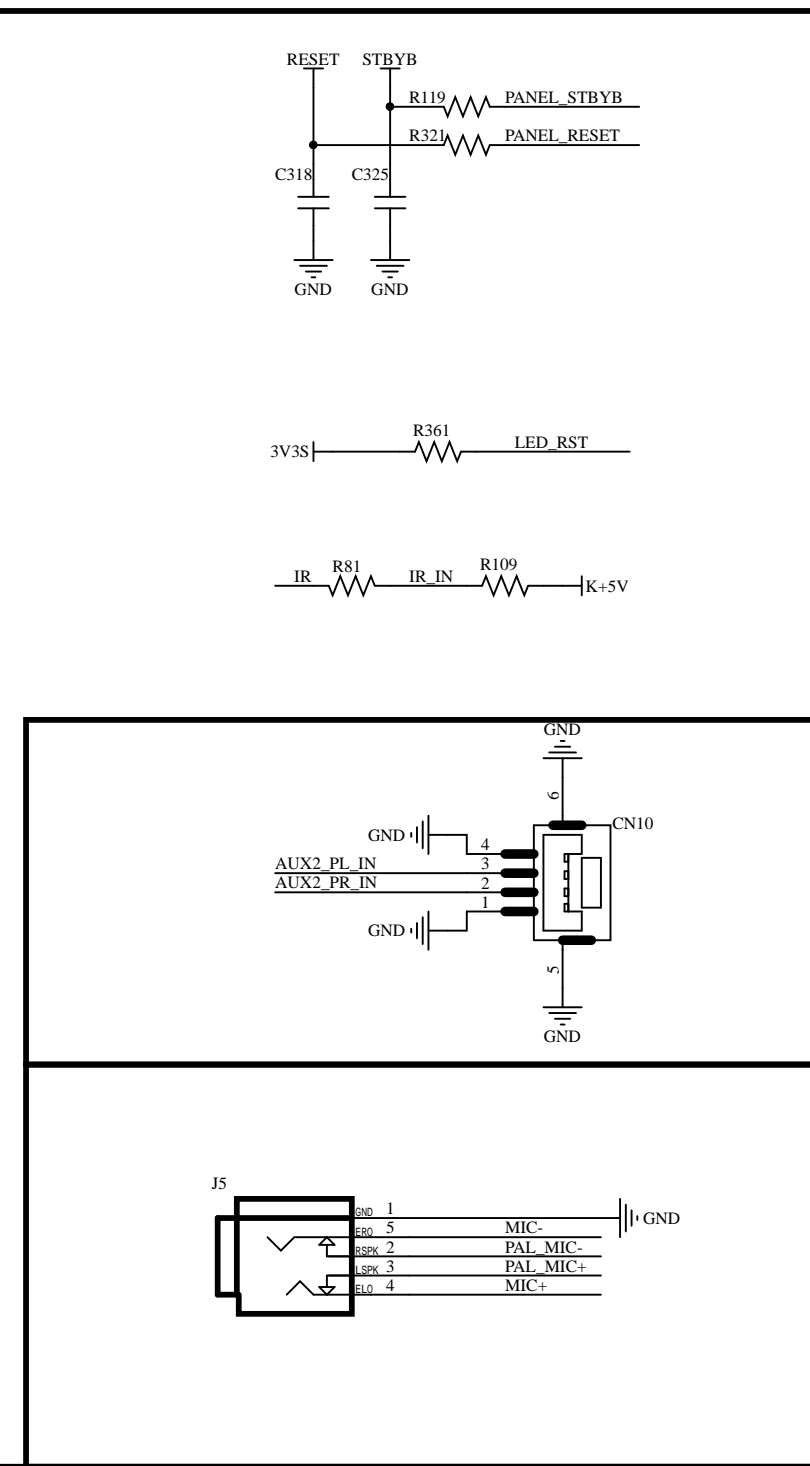 RESET STBYB
R119 PANEL_STBYB
R321 PANEL_RESET
C318 C325
GND GND
R361
3V3S LED_RST
IR R81 IR_IN R109 K+5V
GND
6
CN10
GND 4
AUX2_PL_IN 3
AUX2_PR_IN 2
1
GND
5
GND
J5
GND 1 GND
ERO 5 MIC-
RSPK 2 PAL_MIC-
LSPK 3 PAL_MIC+
ELO 4 MIC+